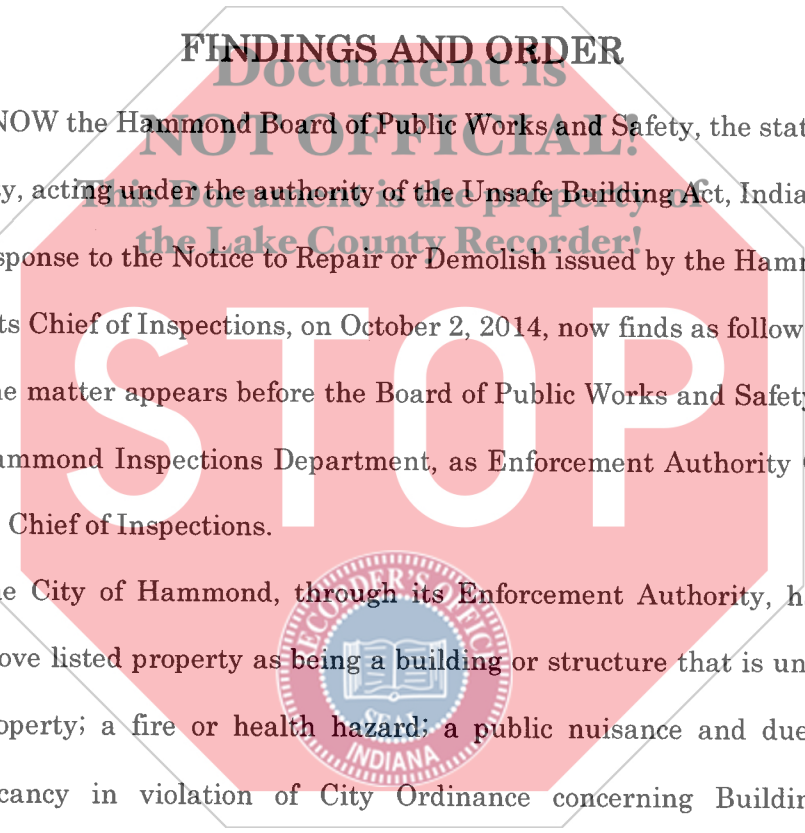 FINDINGS AND ORDER
Document is
NOW the Hammond Board of Public Works and Safety, the stat
NOT OFFICIAL!
y, acting under the authority of the Unsafe Building Act, India
This Document is the property of
the Lake County Recorder!
sponse to the Notice to Repair or Demolish issued by the Hamm
ts Chief of Inspections, on October 2, 2014, now finds as follow
STOP
e matter appears before the Board of Public Works and Safety
ammond Inspections Department, as Enforcement Authority
Chief of Inspections.
e City of Hammond, through its Enforcement Authority, h
RECORDER'S OFFICE
ove listed property as being a building or structure that is un
SEAL
operty; a fire or health hazard; a public nuisance and due
INDIANA
cancy in violation of City Ordinance concerning Buildin